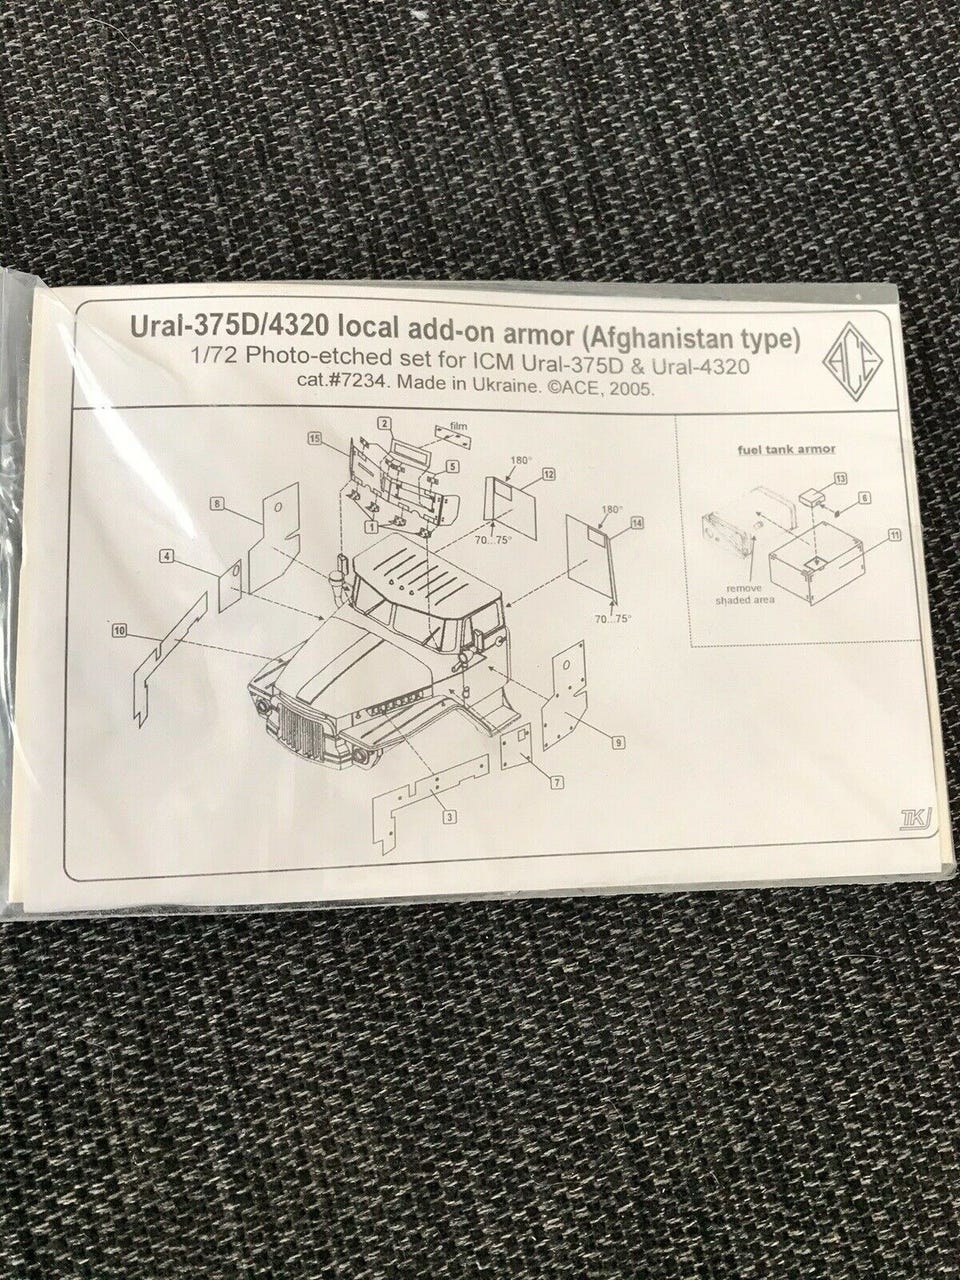 Ural-375D/4320 local add-on armor (Afghanistan type)
1/72 Photo-etched set for ICM Ural-375D & Ural-4320
cat.#7234. Made in Ukraine. ©ACE, 2005.
ACE
2
film
15
5
180°
12
8
1
70...75°
180°
14
4
70...75°
10
9
7
3
fuel tank armor
13
6
11
remove
shaded area
TKJ